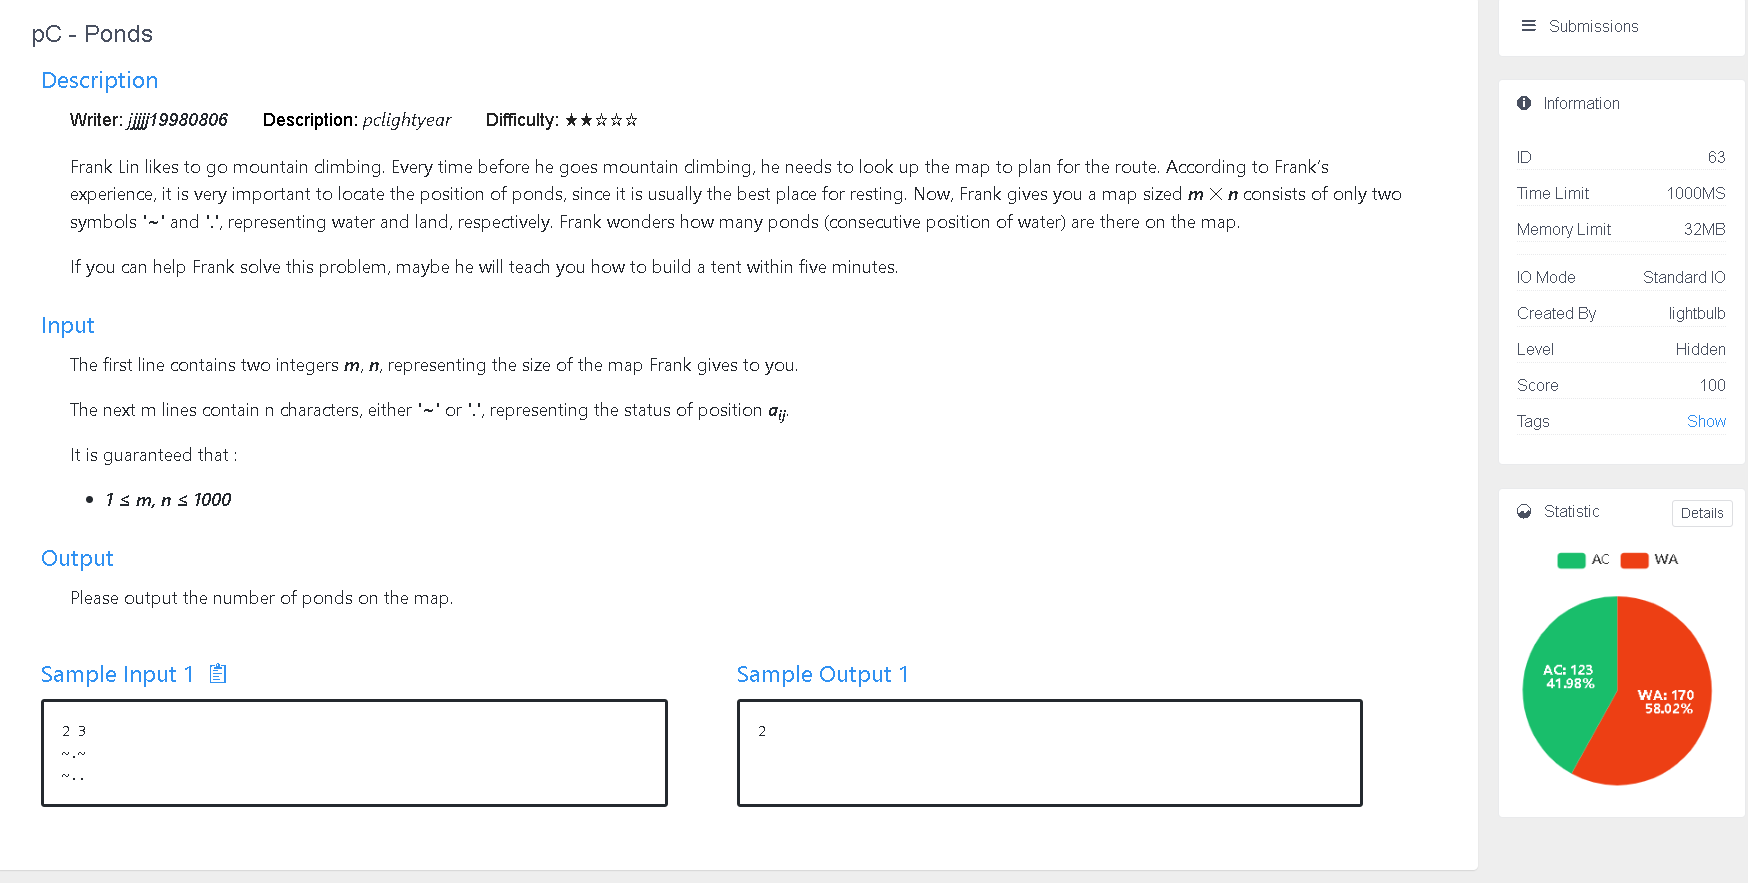 pC - Ponds
Description
Writer: jjjjj19980806 Description: pclightyear Difficulty: ★★☆☆☆
Frank Lin likes to go mountain climbing. Every time before he goes mountain climbing, he needs to look up the map to plan for the route. According to Frank's
experience, it is very important to locate the position of ponds, since it is usually the best place for resting. Now, Frank gives you a map sized m × n consists of only two
symbols '~' and '.', representing water and land, respectively. Frank wonders how many ponds (consecutive position of water) are there on the map.
If you can help Frank solve this problem, maybe he will teach you how to build a tent within five minutes.
Input
The first line contains two integers m, n, representing the size of the map Frank gives to you.
The next m lines contain n characters, either '~' or '.', representing the status of position aij.
It is guaranteed that :
• 1 ≤ m, n ≤ 1000
Output
Please output the number of ponds on the map.
Sample Input 1
2 3
~.~
~..
Sample Output 1
2
Submissions
Information
ID 63
Time Limit 1000MS
Memory Limit 32MB
IO Mode Standard IO
Created By lightbulb
Level Hidden
Score 100
Tags Show
Statistic Details
AC WA
AC: 123
41.98%
WA: 170
58.02%